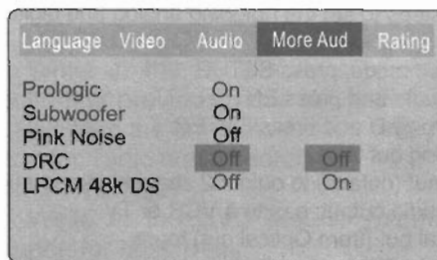 Language Video Audio More Aud Rating
Prologic On
Subwoofer On
Pink Noise Off
DRC Off Off
LPCM 48k DS Off On